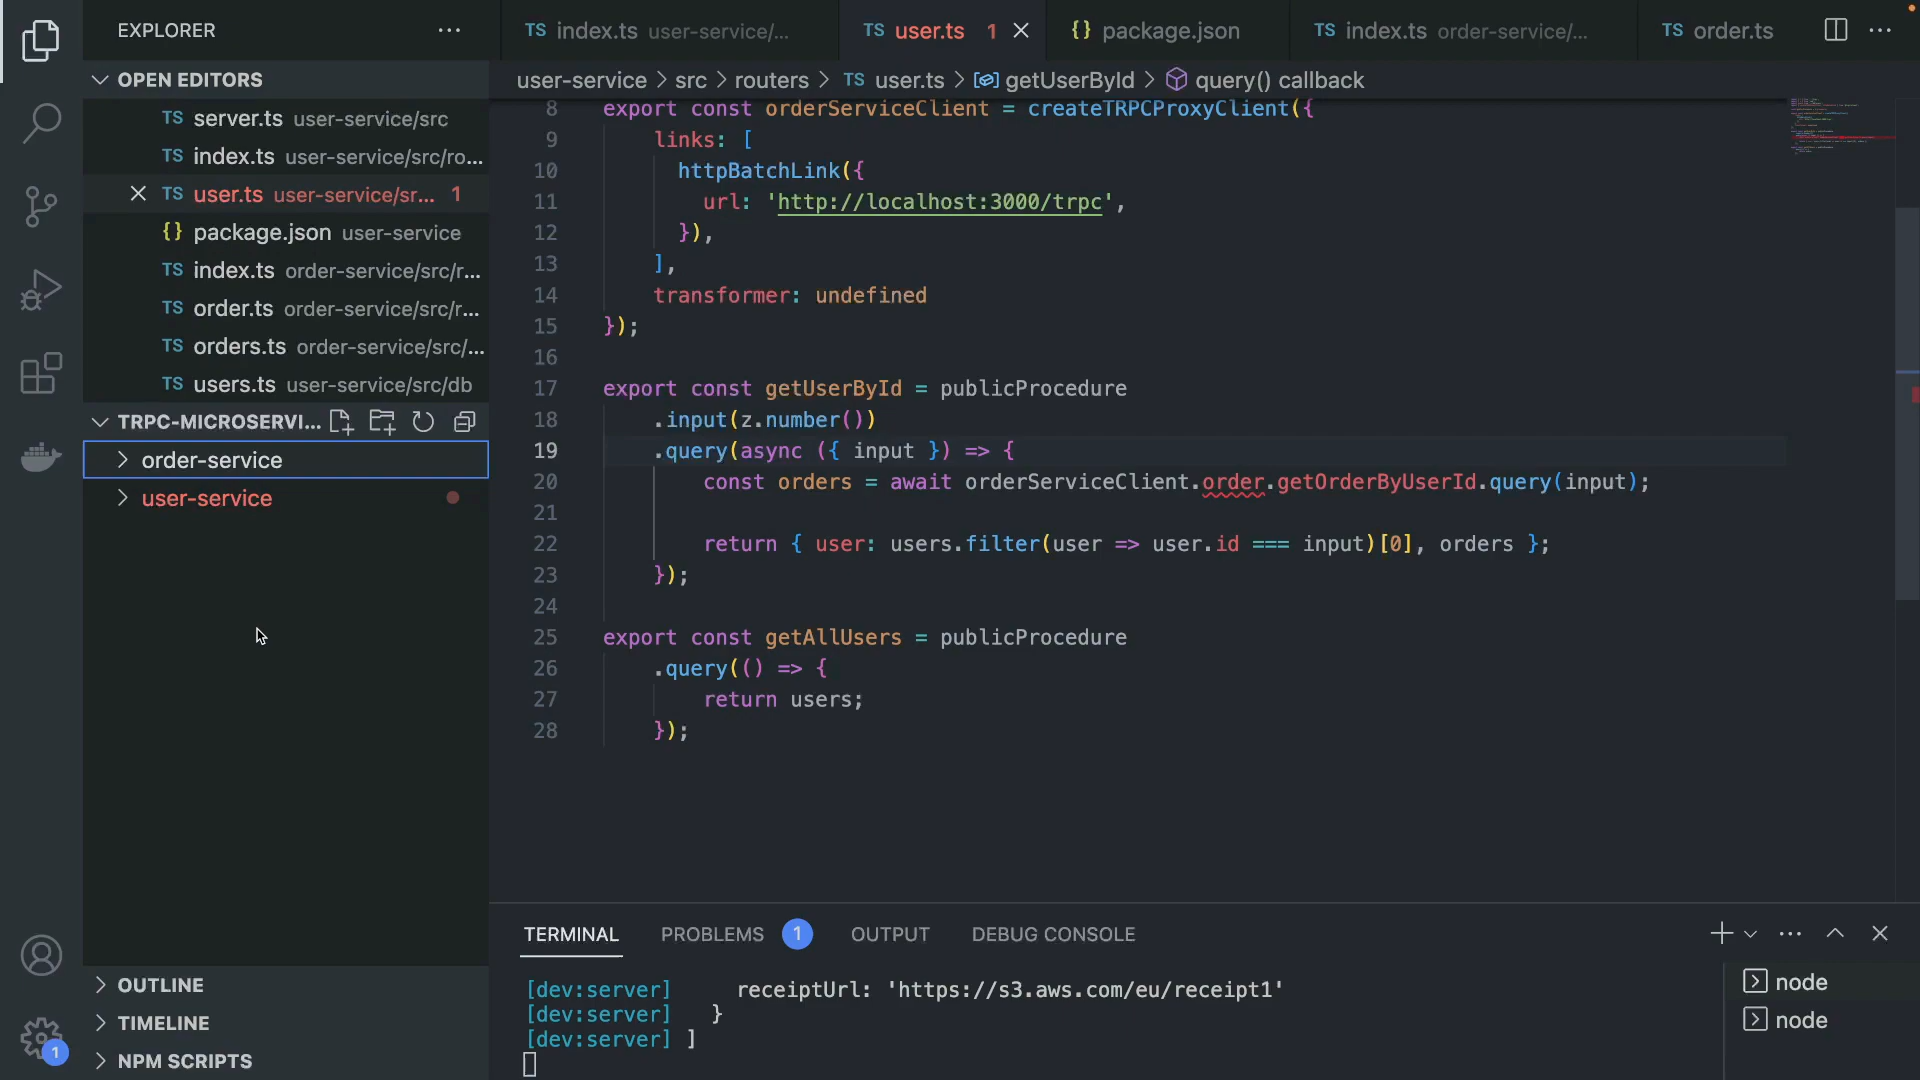 EXPLORER
OPEN EDITORS
TS server.ts user-service/src
TS index.ts user-service/src/ro...
TS user.ts user-service/sr... 1
{} package.json user-service
TS index.ts order-service/src/r...
TS order.ts order-service/src/r...
TS orders.ts order-service/src/...
TS users.ts user-service/src/db
TRPC-MICROSERVI...
order-service
user-service
OUTLINE
TIMELINE
NPM SCRIPTS
1
TS index.ts user-service/...
TS user.ts 1
{} package.json
TS index.ts order-service/...
TS order.ts
user-service > src > routers > TS user.ts > getUserById > query() callback
8 export const orderServiceClient = createTRPCProxyClient({
9 links: [
10 httpBatchLink({
11 url: 'http://localhost:3000/trpc',
12 }),
13 ],
14 transformer: undefined
15 });
16
17 export const getUserById = publicProcedure
18 .input(z.number())
19 .query(async ({ input }) => {
20 const orders = await orderServiceClient.order.getOrderByUserId.query(input);
21
22 return { user: users.filter(user => user.id === input)[0], orders };
23 });
24
25 export const getAllUsers = publicProcedure
26 .query(() => {
27 return users;
28 });
TERMINAL PROBLEMS 1 OUTPUT DEBUG CONSOLE
[dev:server] receiptUrl: 'https://s3.aws.com/eu/receipt1'
[dev:server] }
[dev:server] ]
node
node